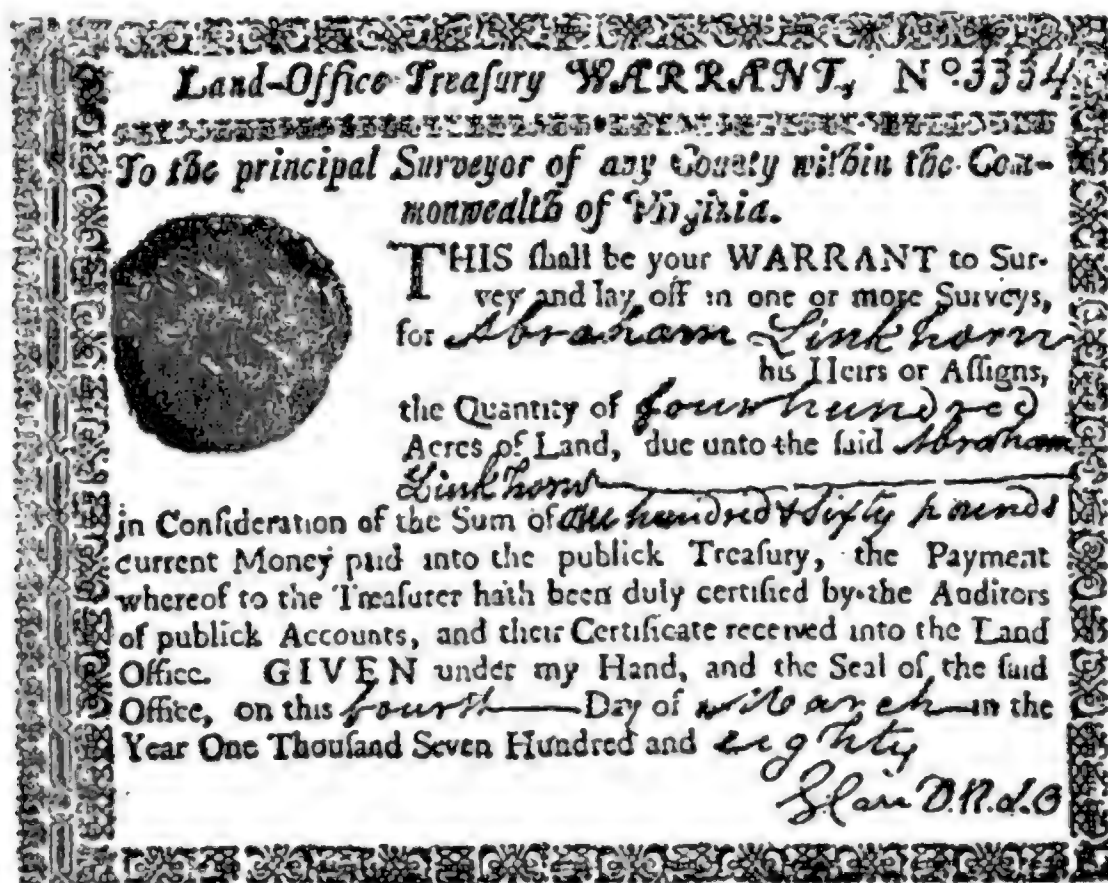 Land-Office Treaſury WARRANT, No. 3334
To the principal Surveyor of any County within the Com-
monwealth of Virginia.
THIS ſhall be your WARRANT to Sur-
vey and lay off in one or more Surveys,
for Abraham Linkhorn
his Heirs or Aſſigns,
the Quantity of four hundred
Acres of Land, due unto the ſaid Abraham
Linkhorn
in Conſideration of the Sum of one hundred & Sixty pounds
current Money paid into the publick Treaſury, the Payment
whereof to the Treaſurer hath been duly certified by the Auditors
of publick Accounts, and their Certificate received into the Land
Office. GIVEN under my Hand, and the Seal of the ſaid
Office, on this fourth Day of March in the
Year One Thouſand Seven Hundred and eighty